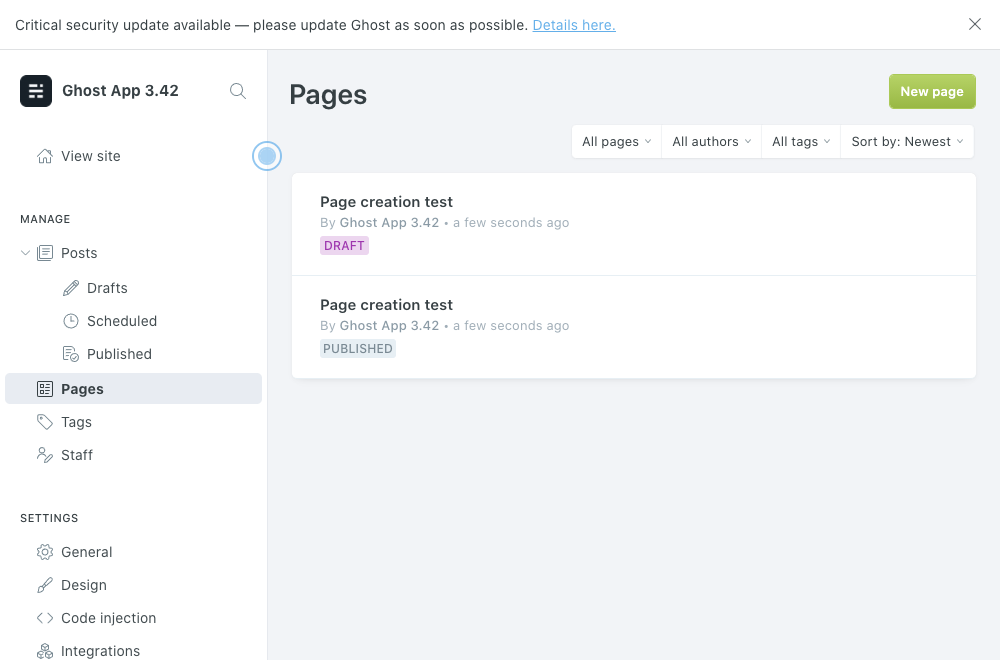 Critical security update available — please update Ghost as soon as possible. Details here.
Ghost App 3.42
View site
MANAGE
Posts
Drafts
Scheduled
Published
Pages
Tags
Staff
SETTINGS
General
Design
Code injection
Integrations
Pages
New page
All pages
All authors
All tags
Sort by: Newest
Page creation test
By Ghost App 3.42 • a few seconds ago
DRAFT
Page creation test
By Ghost App 3.42 • a few seconds ago
PUBLISHED